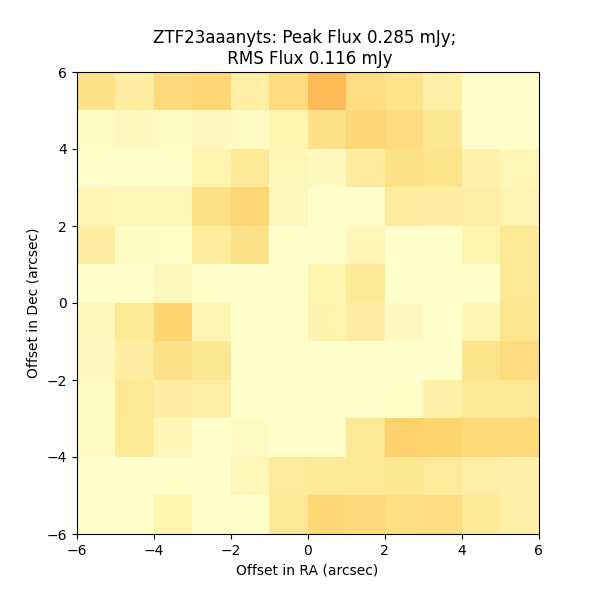 ZTF23aaanyts: Peak Flux 0.285 mJy;
RMS Flux 0.116 mJy
6
4
2
0
−2
−4
−6
Offset in Dec (arcsec)
−6 −4 −2 0 2 4 6
Offset in RA (arcsec)